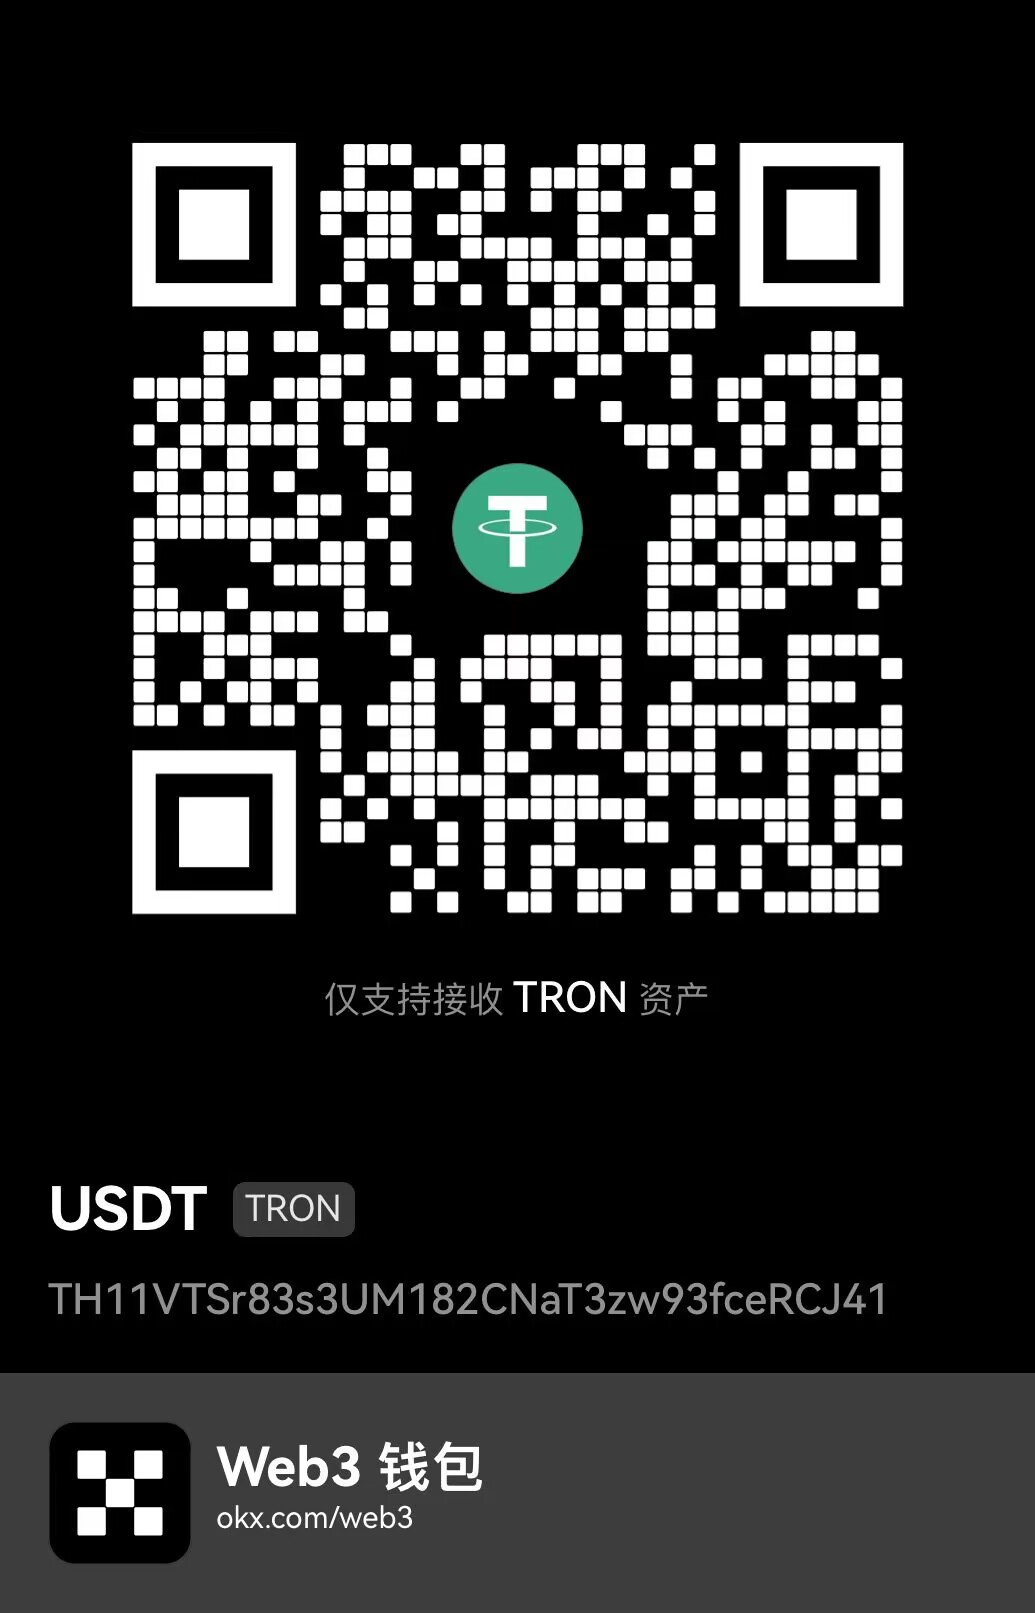 仅支持接收 TRON 资产
USDT TRON
TH11VTSr83s3UM182CNaT3zw93fceRCJ41
Web3 钱包
okx.com/web3